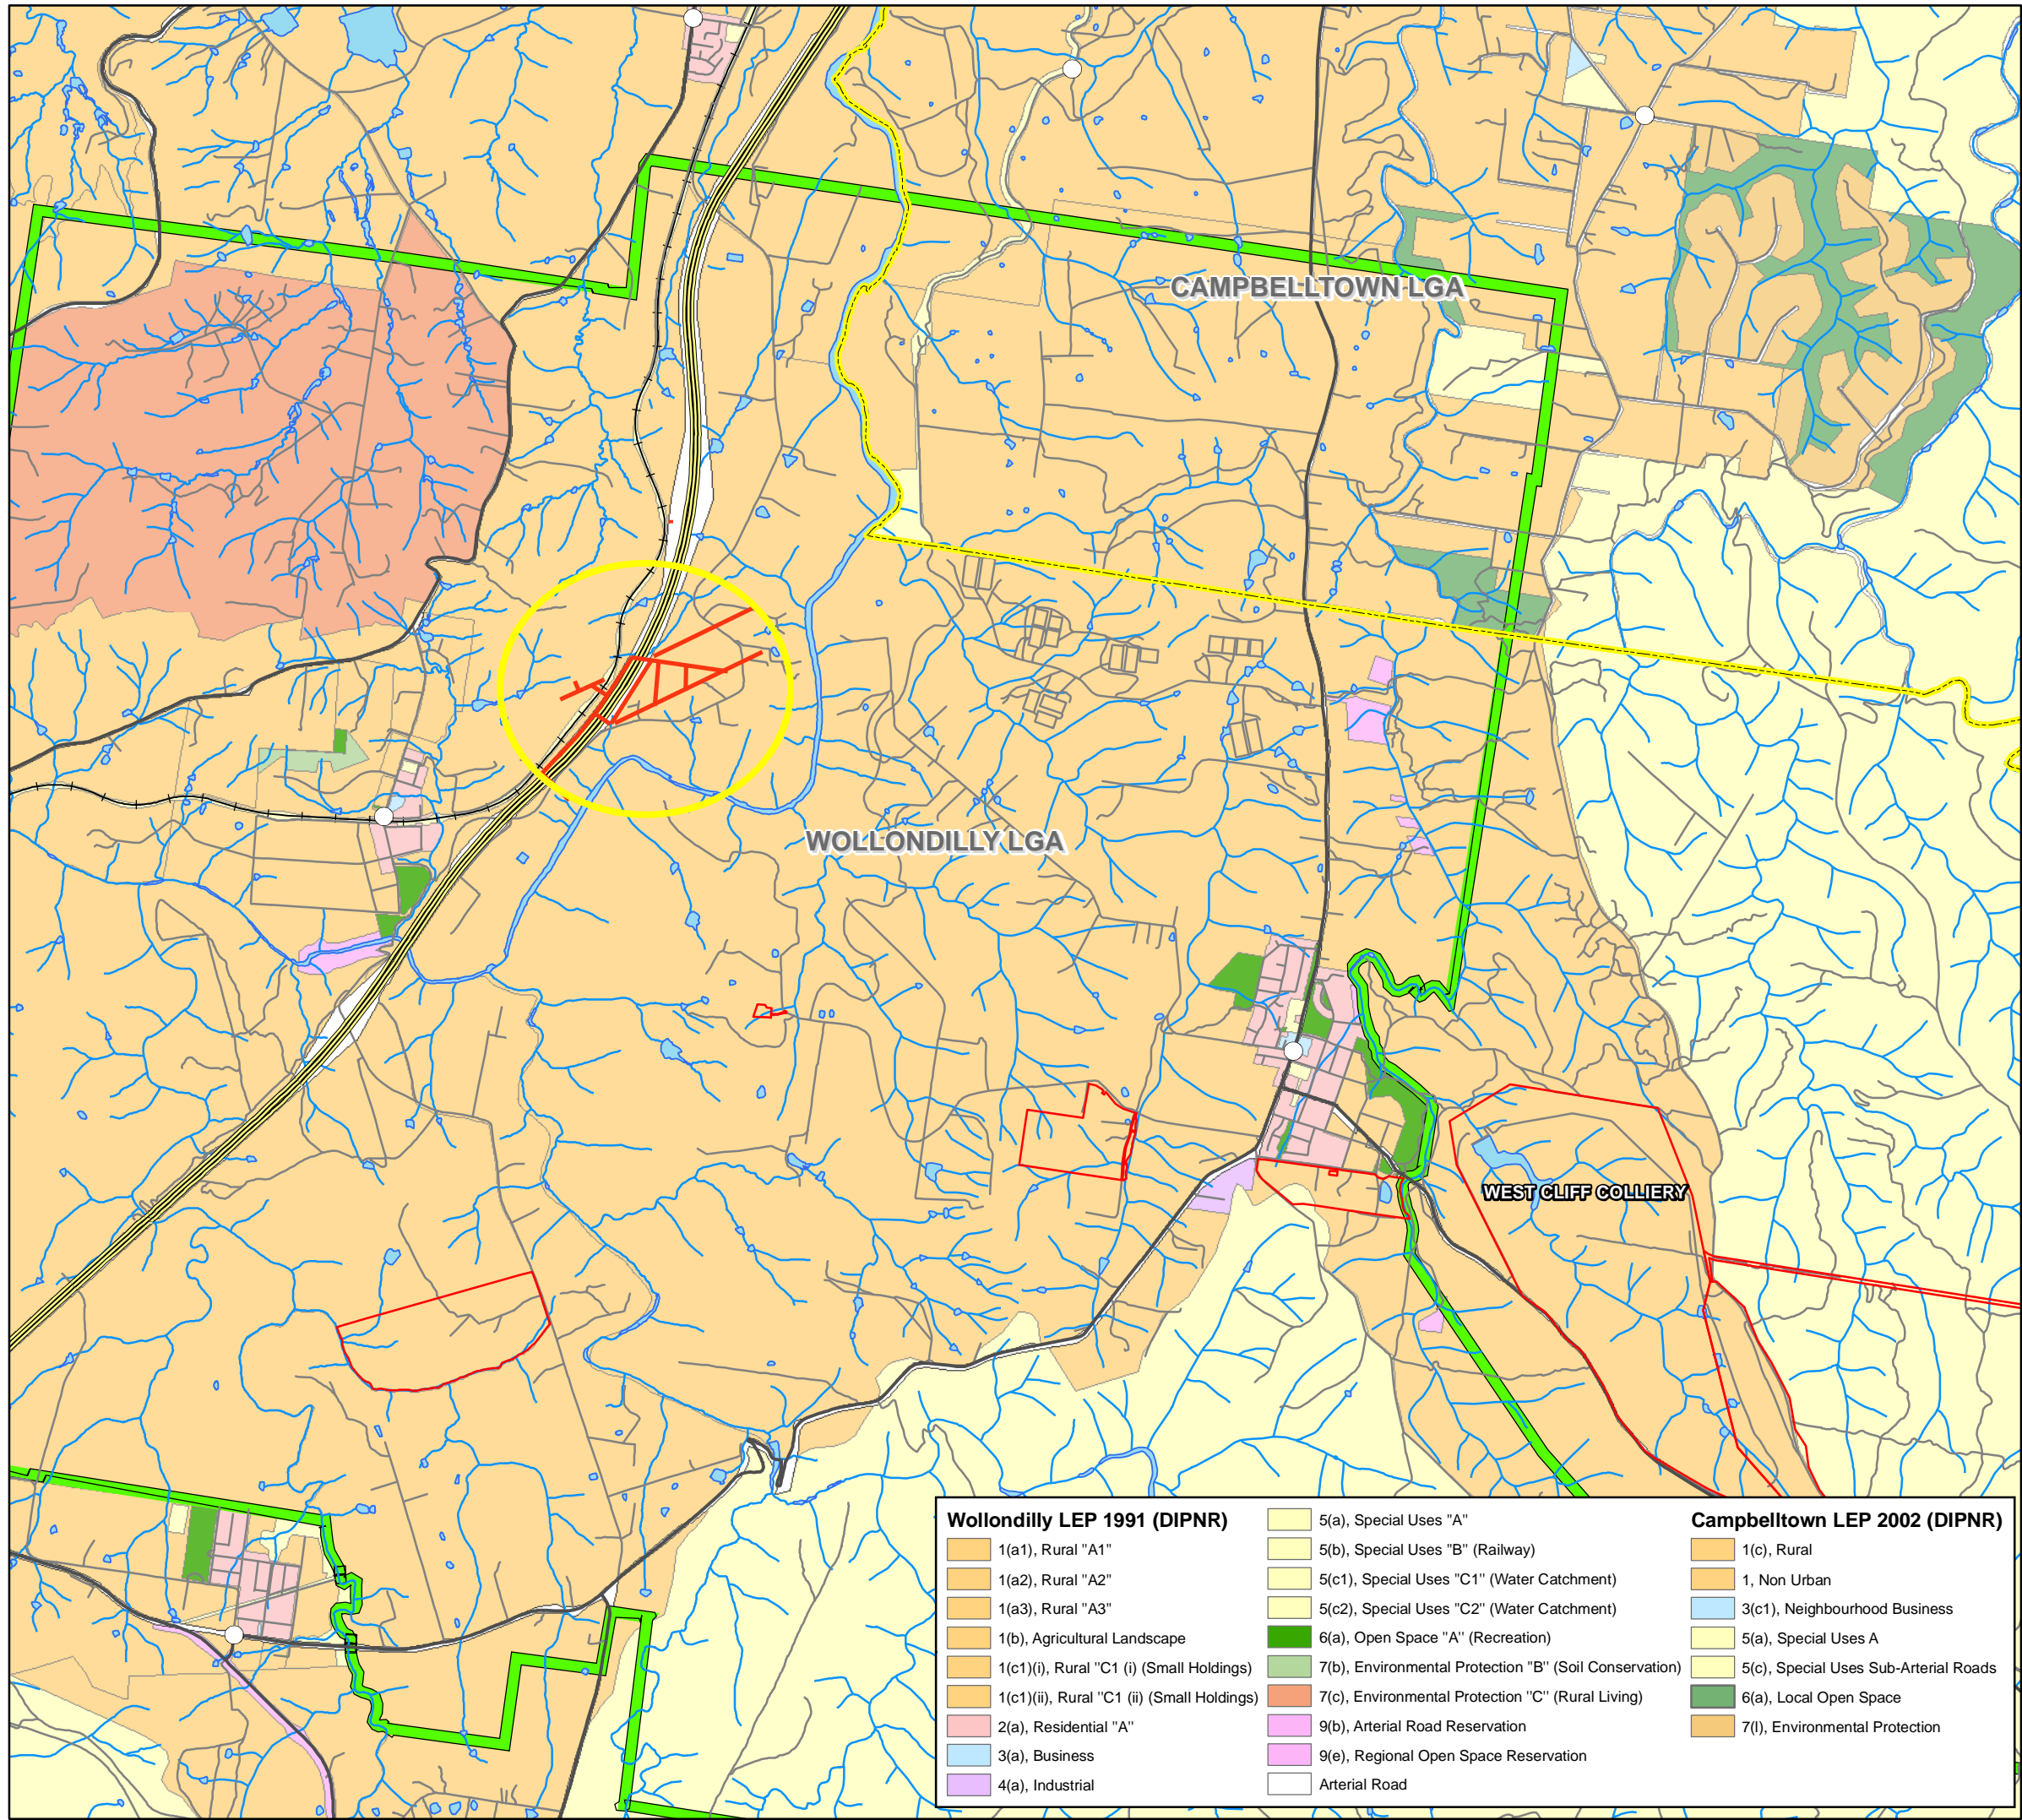 CAMPBELLTOWN LGA
WOLLONDILLY LGA
WEST CLIFF COLLIERY
Wollondilly LEP 1991 (DIPNR)
1(a1), Rural "A1"
1(a2), Rural "A2"
1(a3), Rural "A3"
1(b), Agricultural Landscape
1(c1)(i), Rural "C1 (i) (Small Holdings)
1(c1)(ii), Rural "C1 (ii) (Small Holdings)
2(a), Residential "A"
3(a), Business
4(a), Industrial
5(a), Special Uses "A"
5(b), Special Uses "B" (Railway)
5(c1), Special Uses "C1" (Water Catchment)
5(c2), Special Uses "C2" (Water Catchment)
6(a), Open Space "A" (Recreation)
7(b), Environmental Protection "B" (Soil Conservation)
7(c), Environmental Protection "C" (Rural Living)
9(b), Arterial Road Reservation
9(e), Regional Open Space Reservation
Arterial Road
Campbelltown LEP 2002 (DIPNR)
1(c), Rural
1, Non Urban
3(c1), Neighbourhood Business
5(a), Special Uses A
5(c), Special Uses Sub-Arterial Roads
6(a), Local Open Space
7(l), Environmental Protection